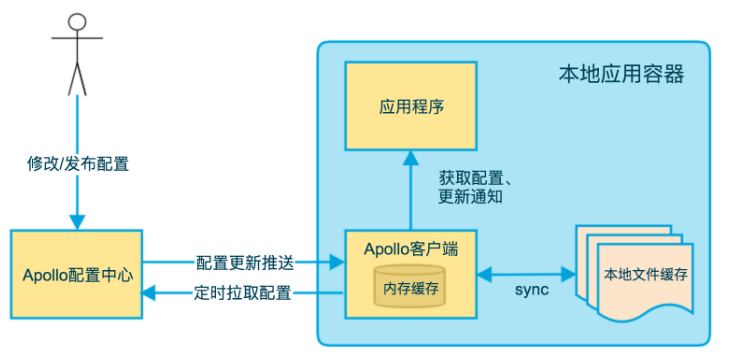 本地应用容器
应用程序
修改/发布配置
获取配置、
更新通知
Apollo配置中心
配置更新推送
定时拉取配置
Apollo客户端
内存缓存
sync
本地文件缓存